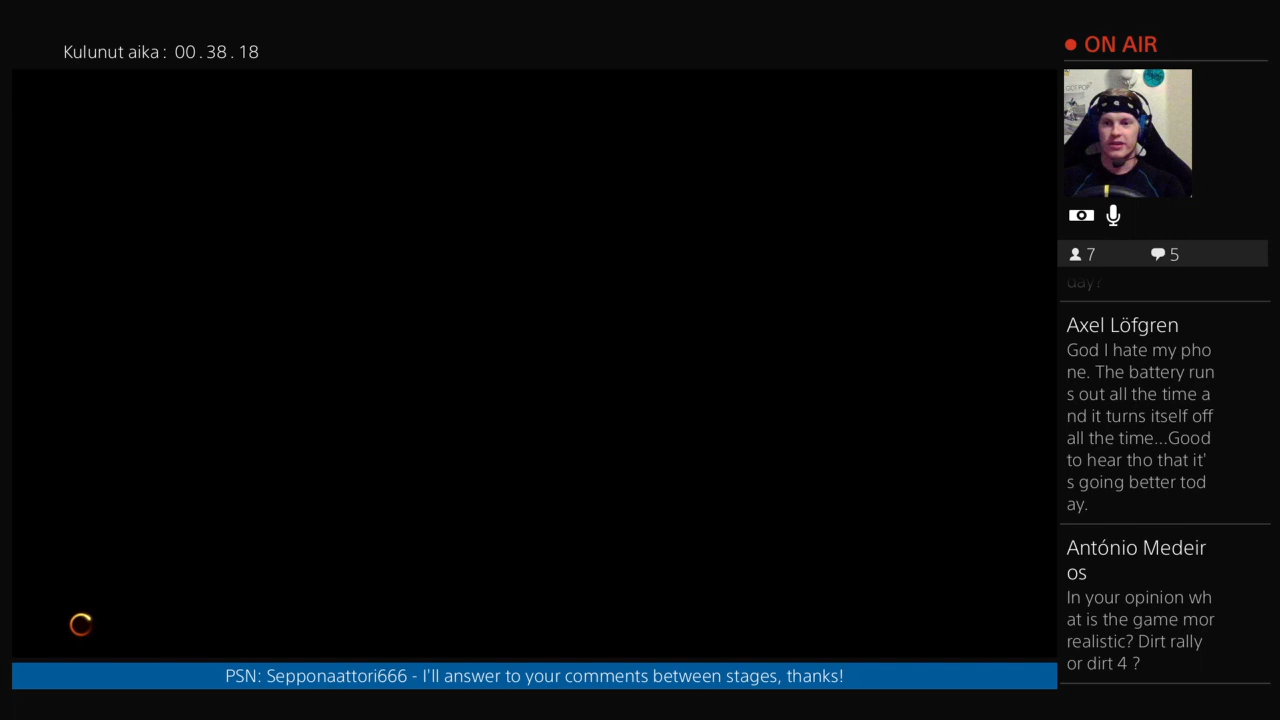 Kulunut aika : 00 . 38 . 18
ON AIR
GOT POP
7 5
day?
Axel Löfgren
God I hate my pho
ne. The battery run
s out all the time a
nd it turns itself off
all the time...Good
to hear tho that it'
s going better tod
ay.
António Medeir
os
In your opinion wh
at is the game mor
realistic? Dirt rally
or dirt 4 ?
PSN: Sepponaattori666 - I'll answer to your comments between stages, thanks!